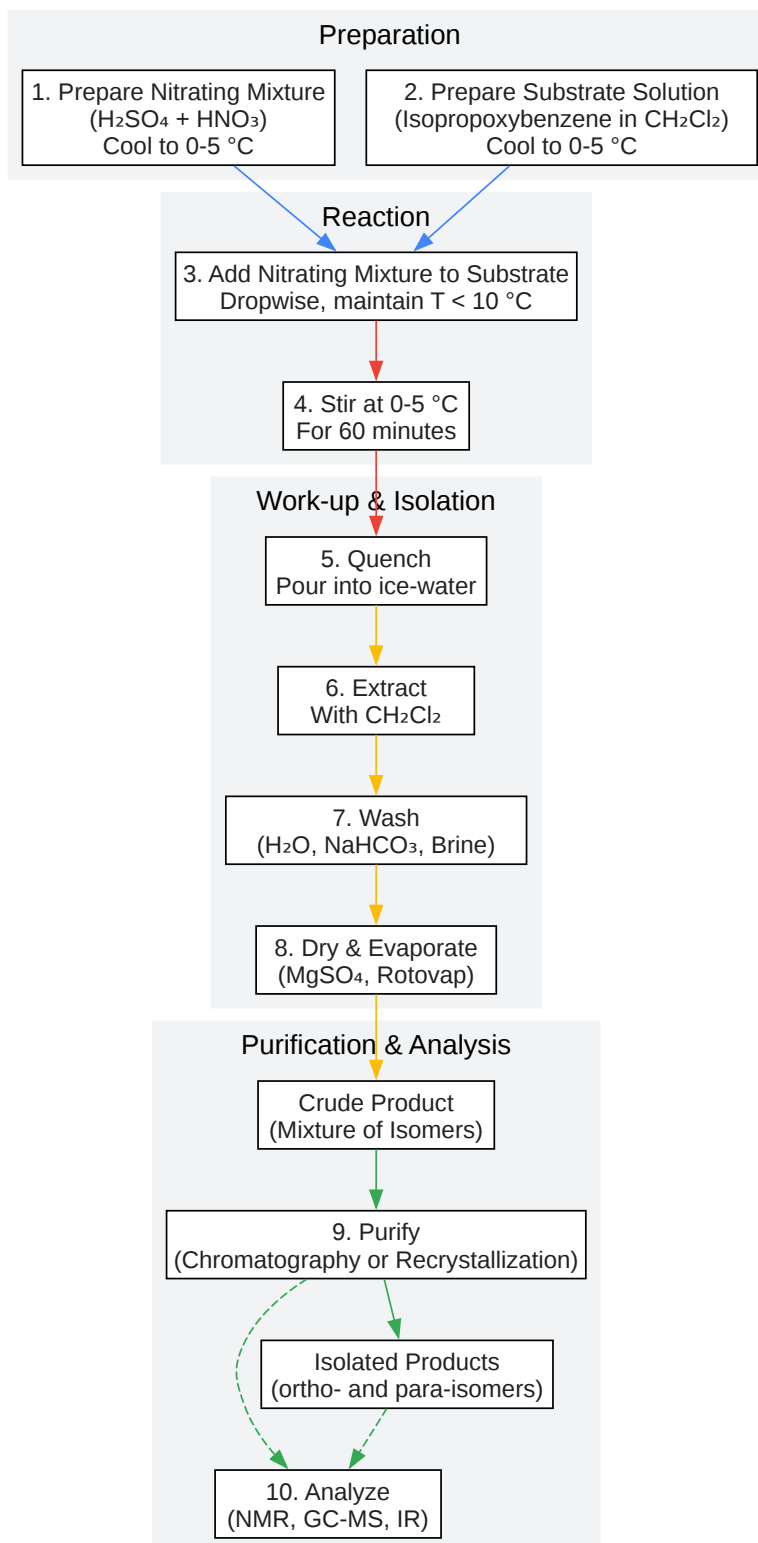 Preparation
1. Prepare Nitrating Mixture
(H₂SO₄ + HNO₃)
Cool to 0-5 °C
2. Prepare Substrate Solution
(Isopropoxybenzene in CH₂Cl₂)
Cool to 0-5 °C
Reaction
3. Add Nitrating Mixture to Substrate
Dropwise, maintain T < 10 °C
4. Stir at 0-5 °C
For 60 minutes
Work-up & Isolation
5. Quench
Pour into ice-water
6. Extract
With CH₂Cl₂
7. Wash
(H₂O, NaHCO₃, Brine)
8. Dry & Evaporate
(MgSO₄, Rotovap)
Purification & Analysis
Crude Product
(Mixture of Isomers)
9. Purify
(Chromatography or Recrystallization)
Isolated Products
(ortho- and para-isomers)
10. Analyze
(NMR, GC-MS, IR)